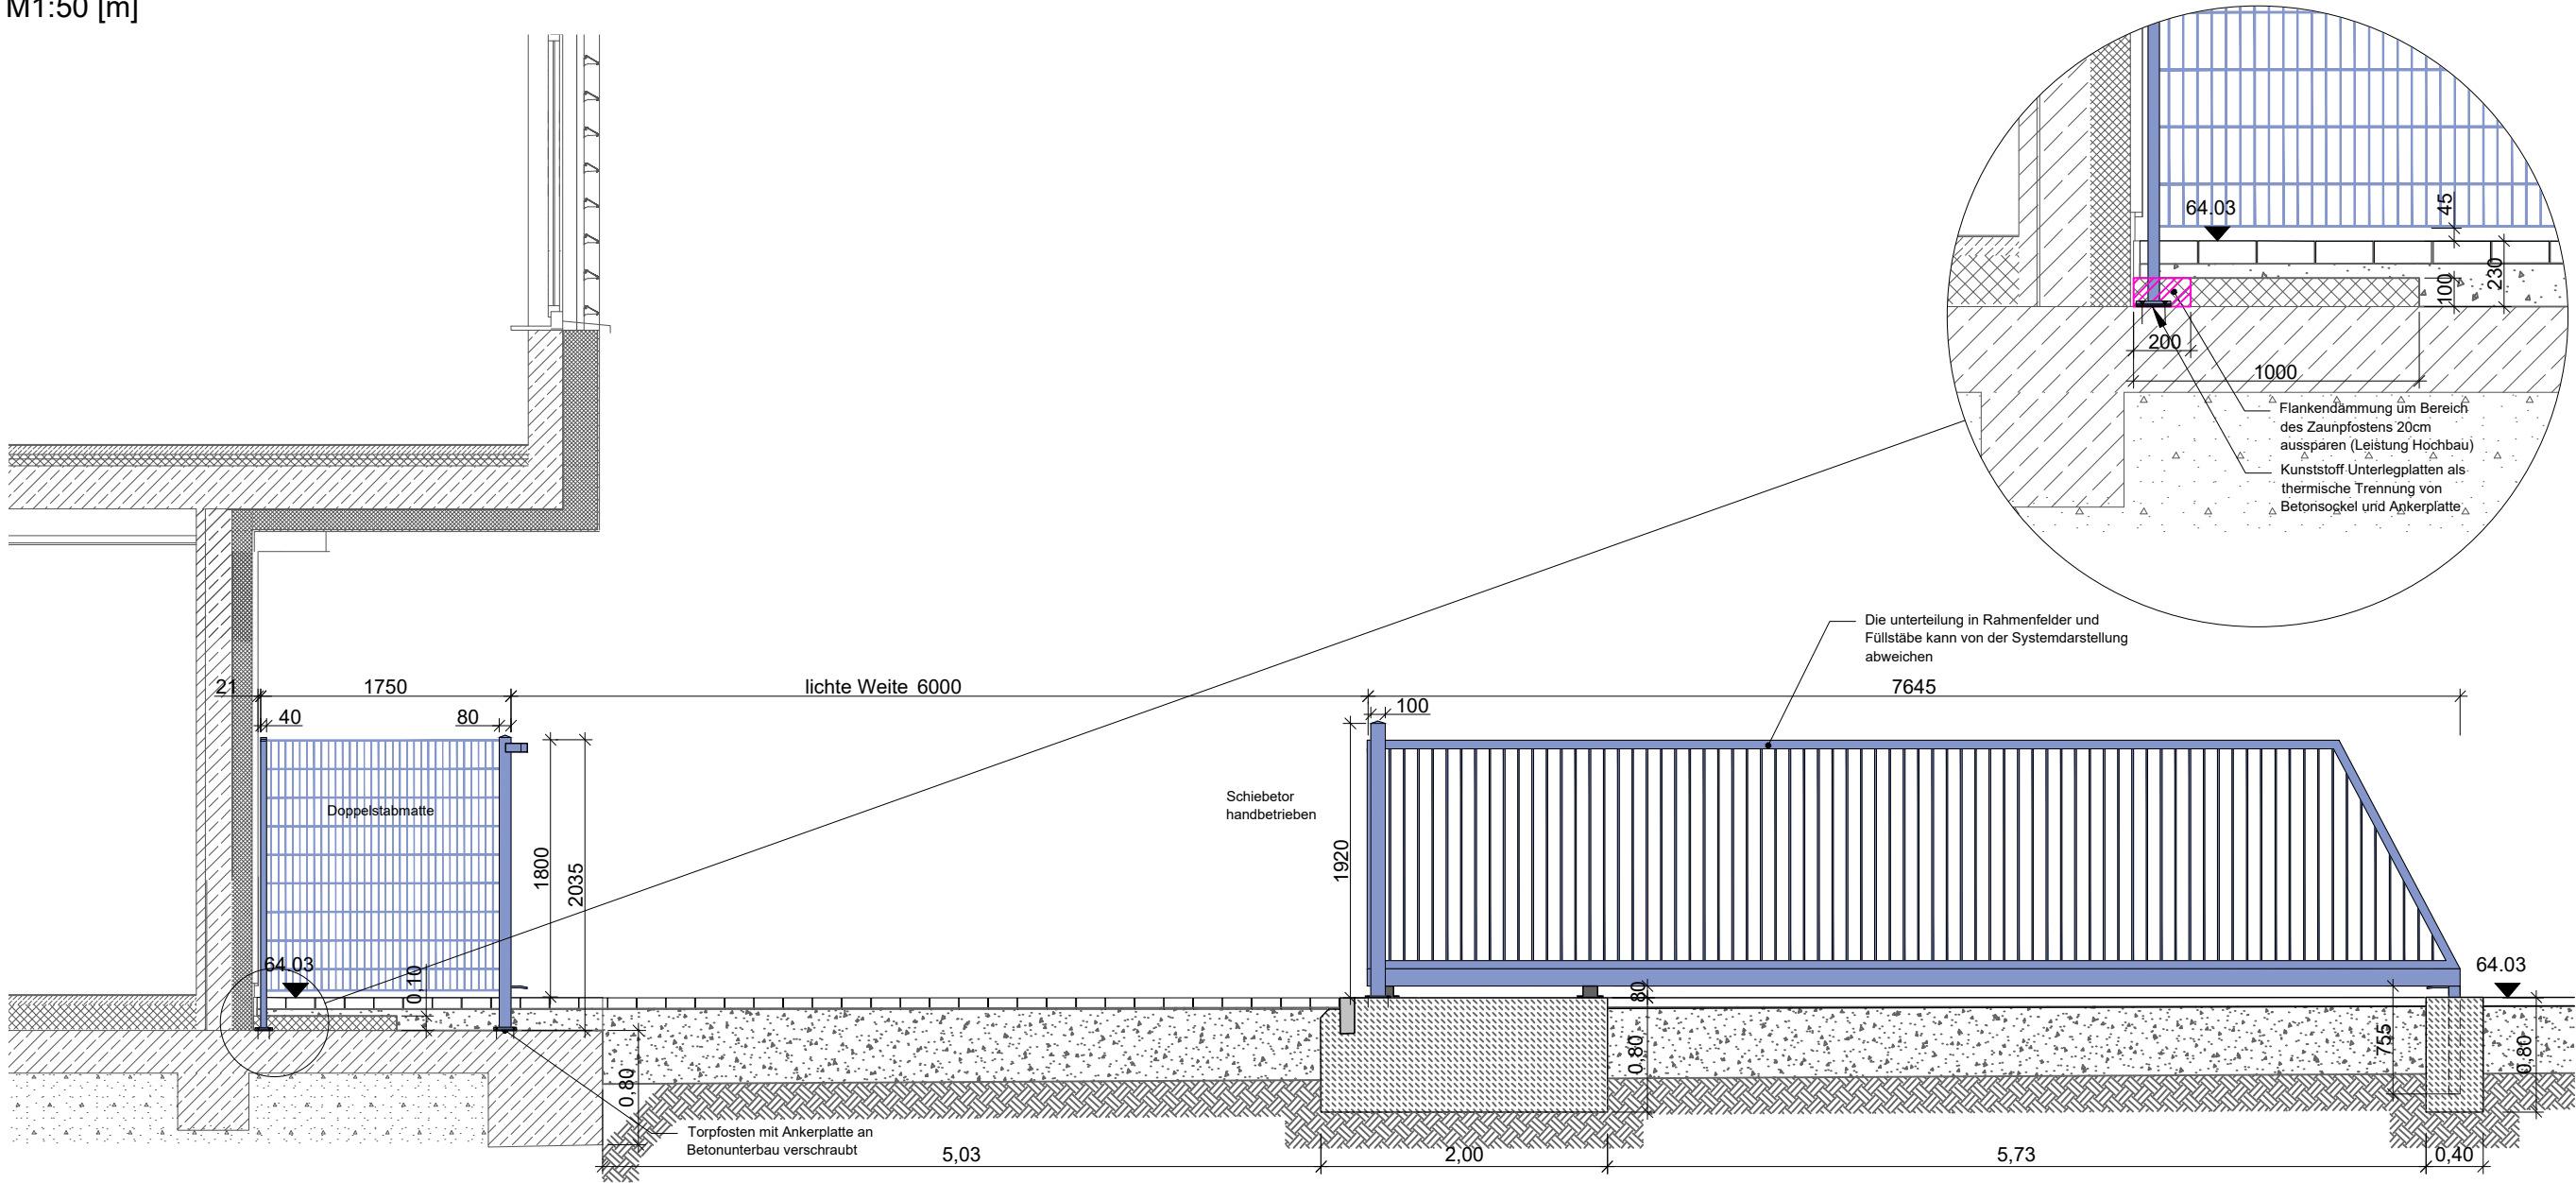 M1:50 [m]
64.03
45
230
100
200
1000
Flankendämmung um Bereich
des Zaunpfostens 20cm
aussparen (Leistung Hochbau)
Kunststoff Unterlegplatten als
thermische Trennung von
Betonsockel und Ankerplatte
Die unterteilung in Rahmenfelder und
Füllstäbe kann von der Systemdarstellung
abweichen
21
1750
lichte Weite 6000
7645
40
80
100
Doppelstabmatte
1800
2035
Schiebetor
handbetrieben
1920
64.03
0,10
80
64.03
0,80
0,80
755
0,80
Torpfosten mit Ankerplatte an
Betonunterbau verschraubt
5,03
2,00
5,73
0,40